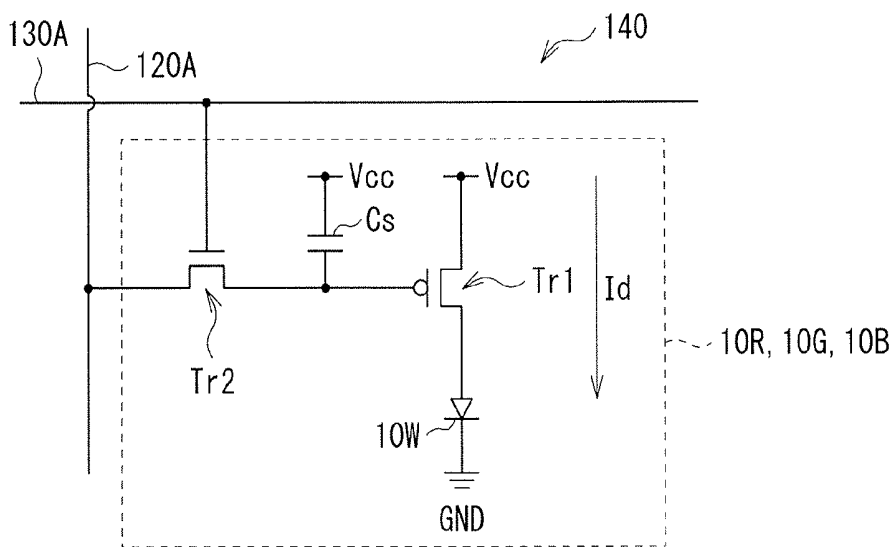 140
130A
120A
Vcc
Vcc
Cs
Tr1
Id
10R, 10G, 10B
Tr2
10W
GND